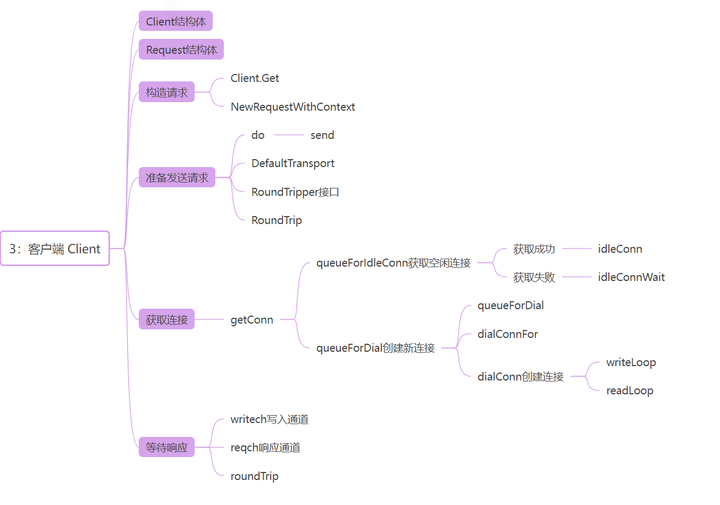 Client结构体
Request结构体
构造请求
Client.Get
NewRequestWithContext
准备发送请求
do
send
DefaultTransport
RoundTripper接口
RoundTrip
3：客户端 Client
获取连接
getConn
queueForIdleConn获取空闲连接
获取成功
idleConn
获取失败
idleConnWait
queueForDial创建新连接
queueForDial
dialConnFor
dialConn创建连接
writeLoop
readLoop
等待响应
writech写入通道
reqch响应通道
roundTrip